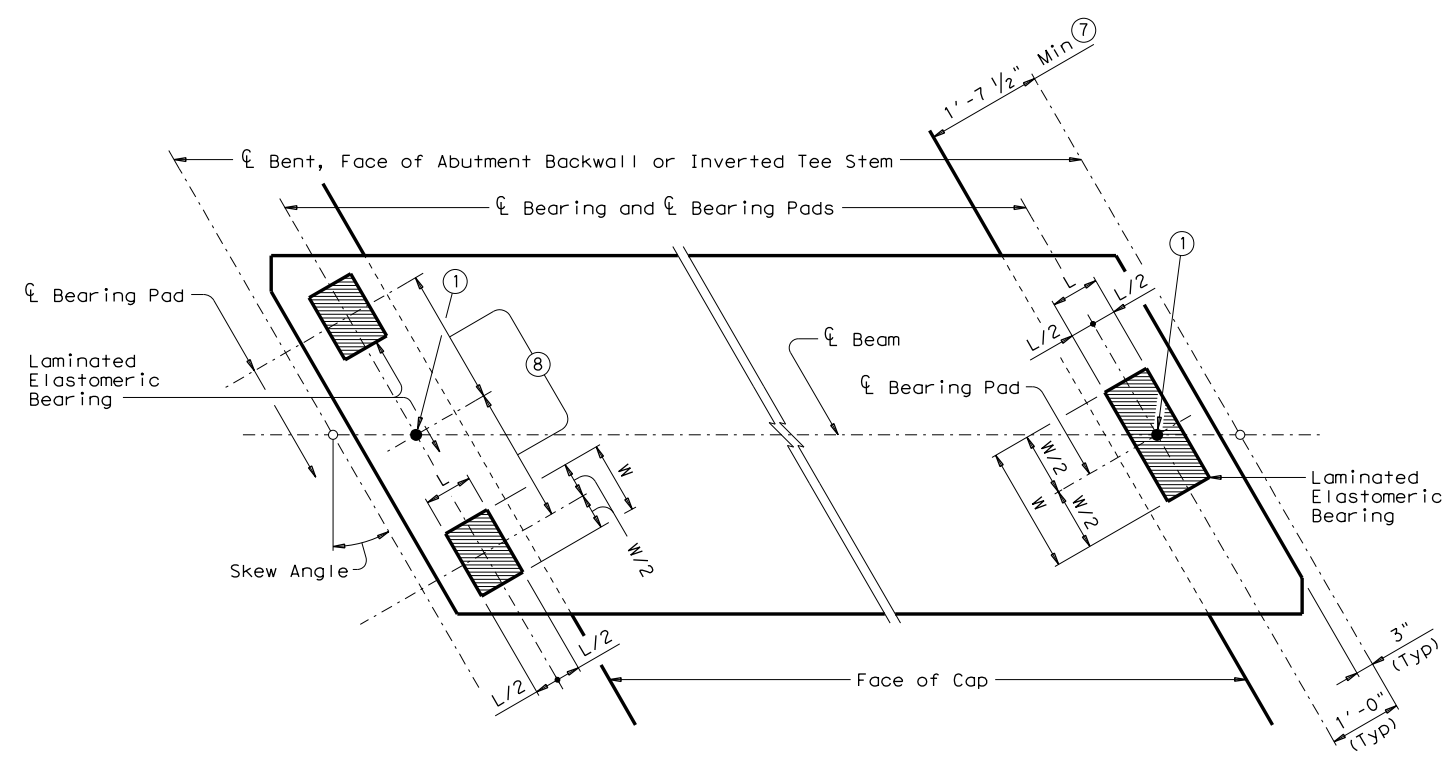 1'-7 ½" Min 7
℄ Bent, Face of Abutment Backwall or Inverted Tee Stem
℄ Bearing and ℄ Bearing Pads
1
1
℄ Bearing Pad
L
L/2
L/2
℄ Beam
8
Laminated
Elastomeric
Bearing
℄ Bearing Pad
W/2
W
W/2
W
L
W/2
Laminated
Elastomeric
Bearing
Skew Angle
L/2
L/2
Face of Cap
3"
(Typ)
1'-0"
(Typ)